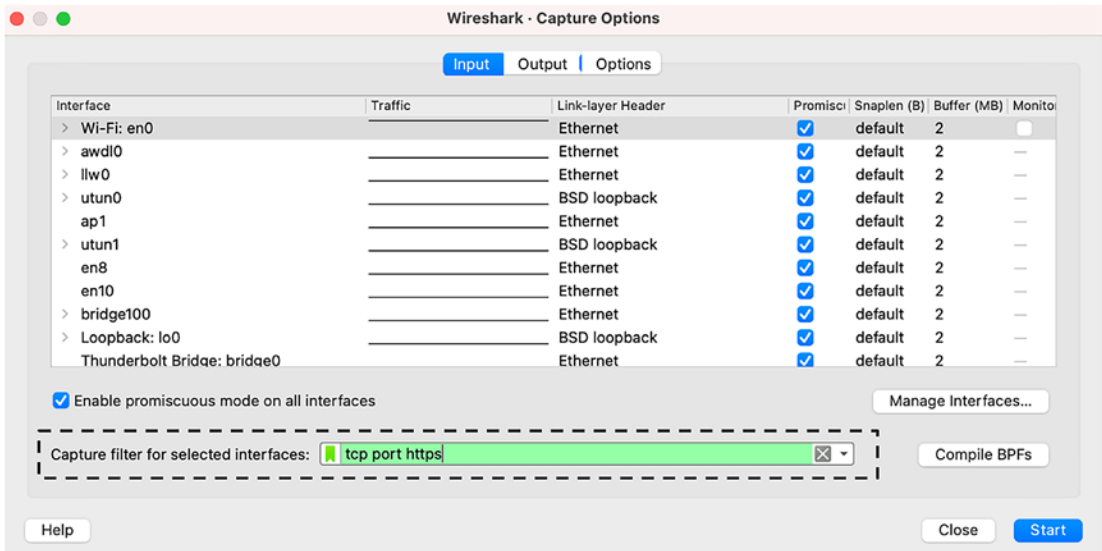 Wireshark · Capture Options
Input Output Options
Interface Traffic Link-layer Header Promisc Snaplen (B) Buffer (MB) Monito
Wi-Fi: en0 Ethernet default 2
awdl0 Ethernet default 2 —
llw0 Ethernet default 2 —
utun0 BSD loopback default 2 —
ap1 Ethernet default 2 —
utun1 BSD loopback default 2 —
en8 Ethernet default 2 —
en10 Ethernet default 2 —
bridge100 Ethernet default 2 —
Loopback: lo0 BSD loopback default 2 —
Thunderbolt Bridge: bridge0 Ethernet default 2 —
Enable promiscuous mode on all interfaces Manage Interfaces...
Capture filter for selected interfaces: tcp port https Compile BPFs
Help Close Start